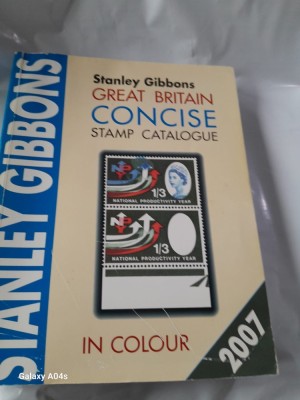 STANLEY GIBBONS
Stanley Gibbons
GREAT BRITAIN
CONCISE
STAMP CATALOGUE
1/3
NATIONAL PRODUCTIVITY YEAR
1/3
NATIONAL PRODUCTIVITY YEAR
IN COLOUR
2007
Galaxy A04s